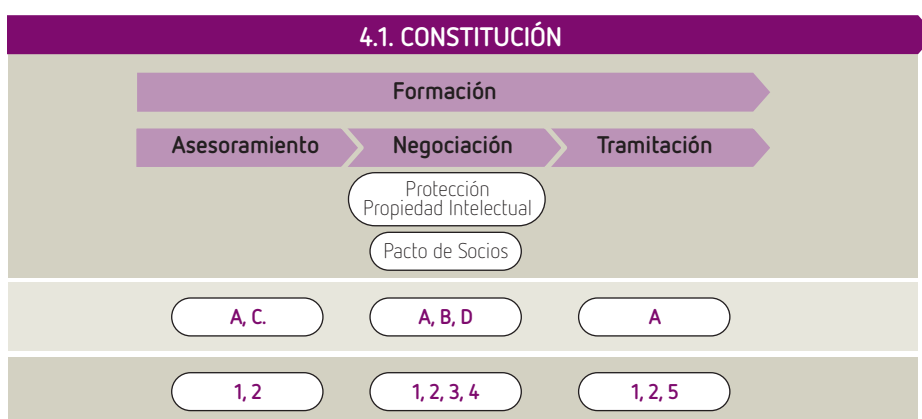 4.1. CONSTITUCIÓN
Formación
Asesoramiento
Negociación
Tramitación
Protección
Propiedad Intelectual
Pacto de Socios
A, C.
A, B, D
A
1, 2
1, 2, 3, 4
1, 2, 5